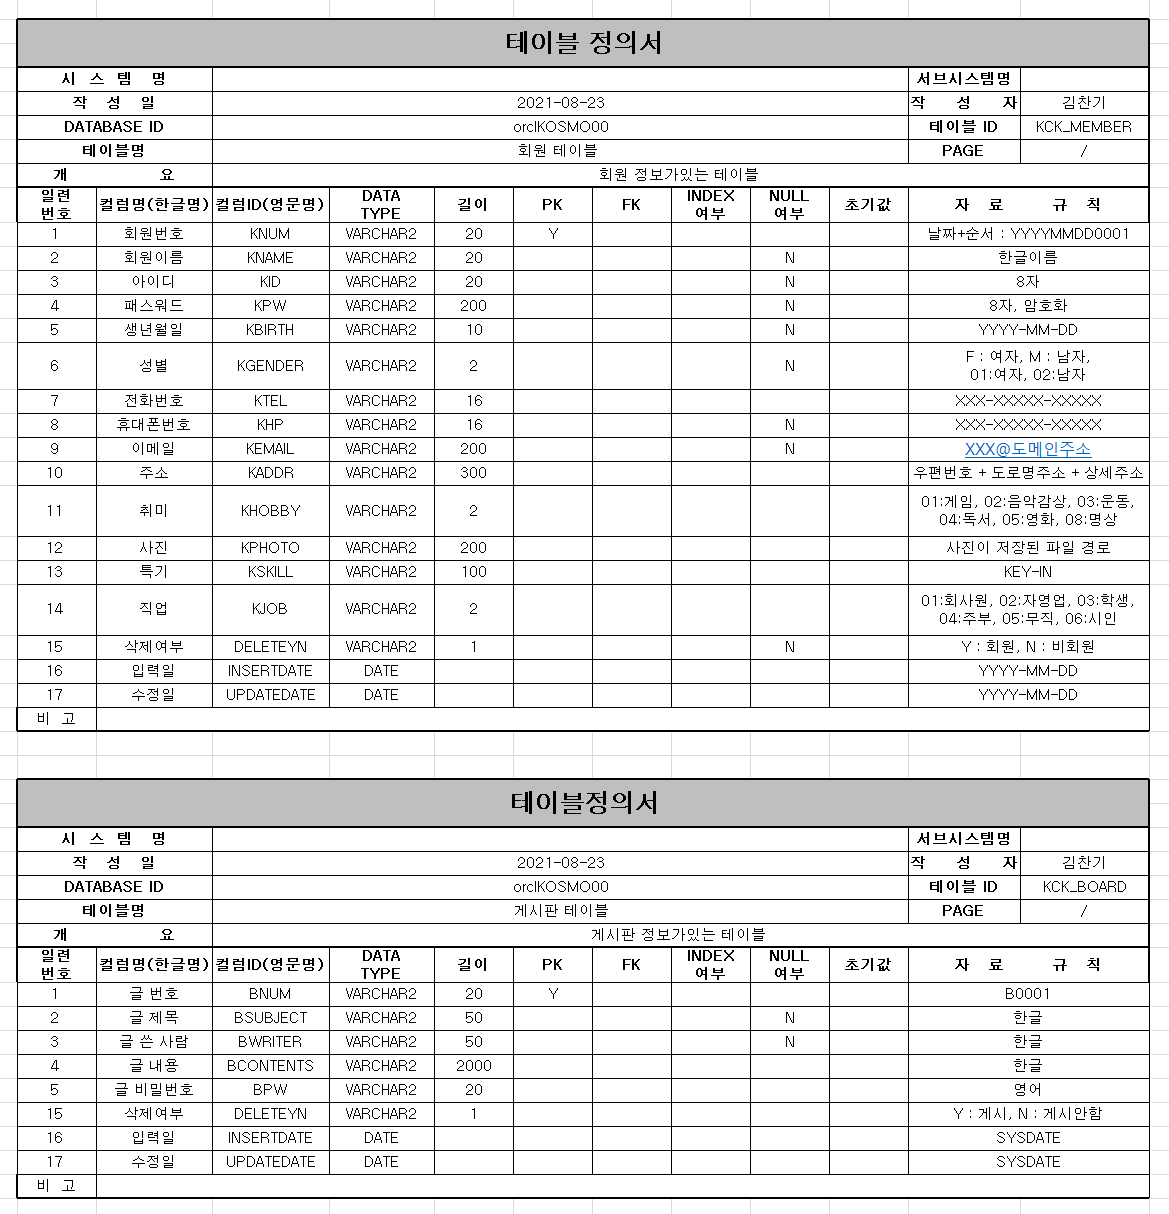 테이블 정의서
시 스 템 명 서브시스템명
작 성 일 2021-08-23 작 성 자 김찬기
DATABASE ID orclKOSMO00 테이블 ID KCK_MEMBER
테이블명 회원 테이블 PAGE /
개 요 회원 정보가있는 테이블
일련 DATA INDEX NULL
번호 컬럼명(한글명) 컬럼ID(영문명) TYPE 길이 PK FK 여부 여부 초기값 자 료 규 칙
1 회원번호 KNUM VARCHAR2 20 Y 날짜+순서 : YYYYMMDD0001
2 회원이름 KNAME VARCHAR2 20 N 한글이름
3 아이디 KID VARCHAR2 20 N 8자
4 패스워드 KPW VARCHAR2 200 N 8자, 암호화
5 생년월일 KBIRTH VARCHAR2 10 N YYYY-MM-DD
6 성별 KGENDER VARCHAR2 2 N F : 여자, M : 남자,
01:여자, 02:남자
7 전화번호 KTEL VARCHAR2 16 XXX-XXXXX-XXXXX
8 휴대폰번호 KHP VARCHAR2 16 N XXX-XXXXX-XXXXX
9 이메일 KEMAIL VARCHAR2 200 N XXX@도메인주소
10 주소 KADDR VARCHAR2 300 우편번호 + 도로명주소 + 상세주소
11 취미 KHOBBY VARCHAR2 2 01:게임, 02:음악감상, 03:운동,
04:독서, 05:영화, 08:명상
12 사진 KPHOTO VARCHAR2 200 사진이 저장된 파일 경로
13 특기 KSKILL VARCHAR2 100 KEY-IN
14 직업 KJOB VARCHAR2 2 01:회사원, 02:자영업, 03:학생,
04:주부, 05:무직, 06:시인
15 삭제여부 DELETEYN VARCHAR2 1 N Y : 회원, N : 비회원
16 입력일 INSERTDATE DATE YYYY-MM-DD
17 수정일 UPDATEDATE DATE YYYY-MM-DD
비 고
테이블정의서
시 스 템 명 서브시스템명
작 성 일 2021-08-23 작 성 자 김찬기
DATABASE ID orclKOSMO00 테이블 ID KCK_BOARD
테이블명 게시판 테이블 PAGE /
개 요 게시판 정보가있는 테이블
일련 DATA INDEX NULL
번호 컬럼명(한글명) 컬럼ID(영문명) TYPE 길이 PK FK 여부 여부 초기값 자 료 규 칙
1 글 번호 BNUM VARCHAR2 20 Y B0001
2 글 제목 BSUBJECT VARCHAR2 50 N 한글
3 글 쓴 사람 BWRITER VARCHAR2 50 N 한글
4 글 내용 BCONTENTS VARCHAR2 2000 한글
5 글 비밀번호 BPW VARCHAR2 20 영어
15 삭제여부 DELETEYN VARCHAR2 1 Y : 게시, N : 게시안함
16 입력일 INSERTDATE DATE SYSDATE
17 수정일 UPDATEDATE DATE SYSDATE
비 고